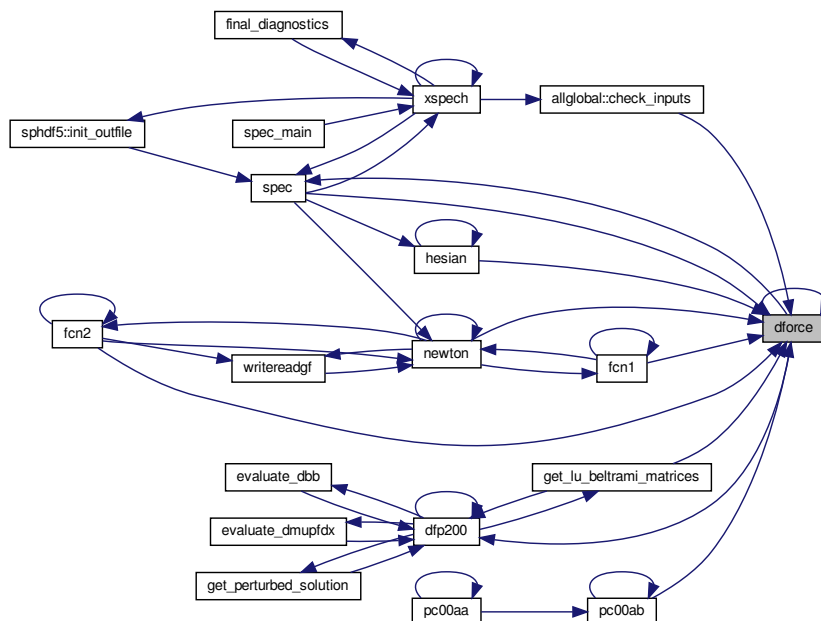 final_diagnostics
xspech
allglobal::check_inputs
sphdf5::init_outfile
spec_main
spec
hesian
dforce
fcn2
newton
writereadgf
fcn1
evaluate_dbb
get_lu_beltrami_matrices
evaluate_dmupfdx
dfp200
get_perturbed_solution
pc00aa
pc00ab